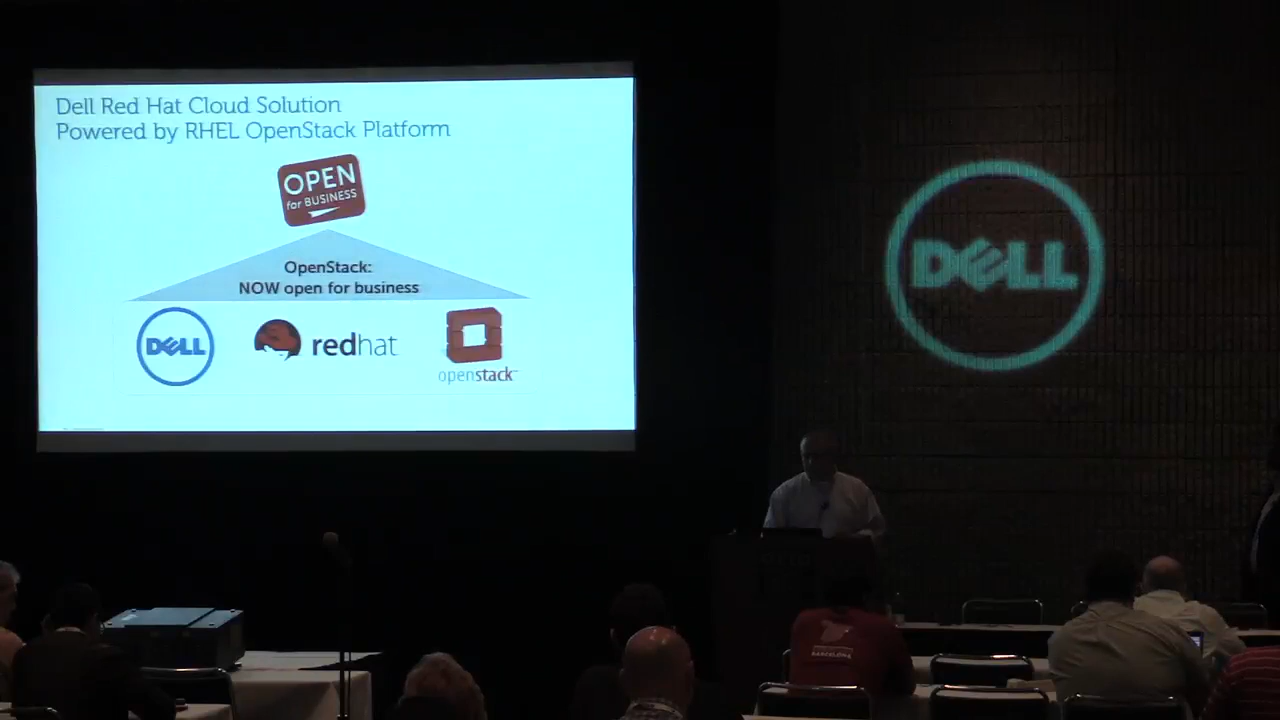 Dell Red Hat Cloud Solution
Powered by RHEL OpenStack Platform
OPEN
for BUSINESS
OpenStack:
NOW open for business
DELL
redhat
openstack
DELL
BARCELONA